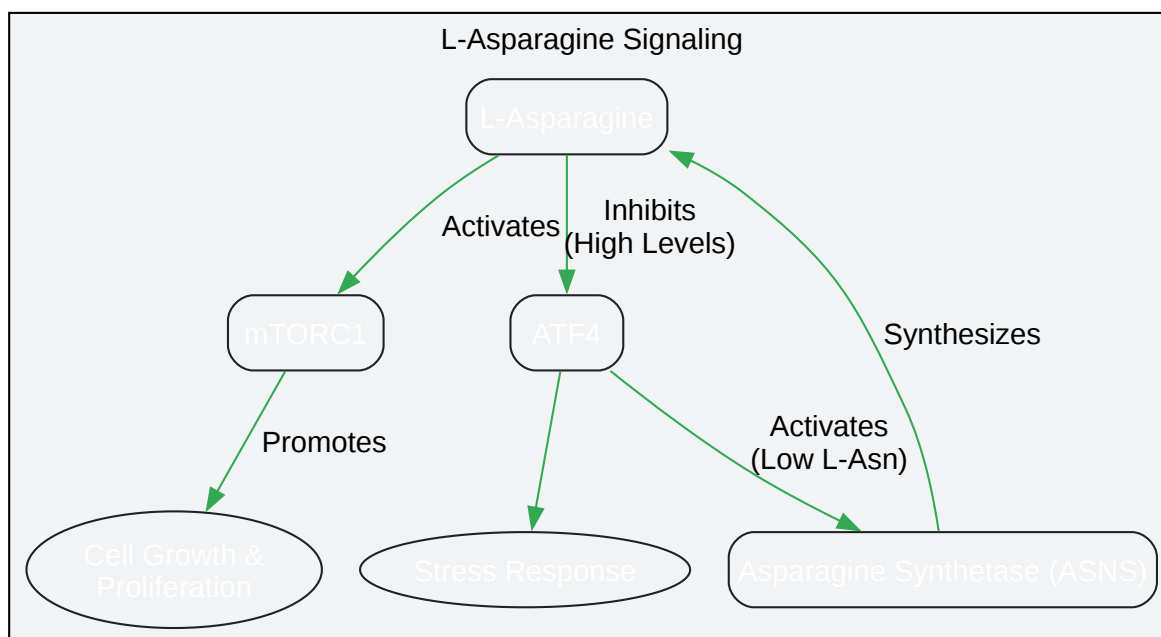 L-Asparagine Signaling
L-Asparagine
Activates
Inhibits
(High Levels)
mTORC1
ATF4
Synthesizes
Promotes
Activates
(Low L-Asn)
Cell Growth &
Proliferation
Stress Response
Asparagine Synthetase (ASNS)